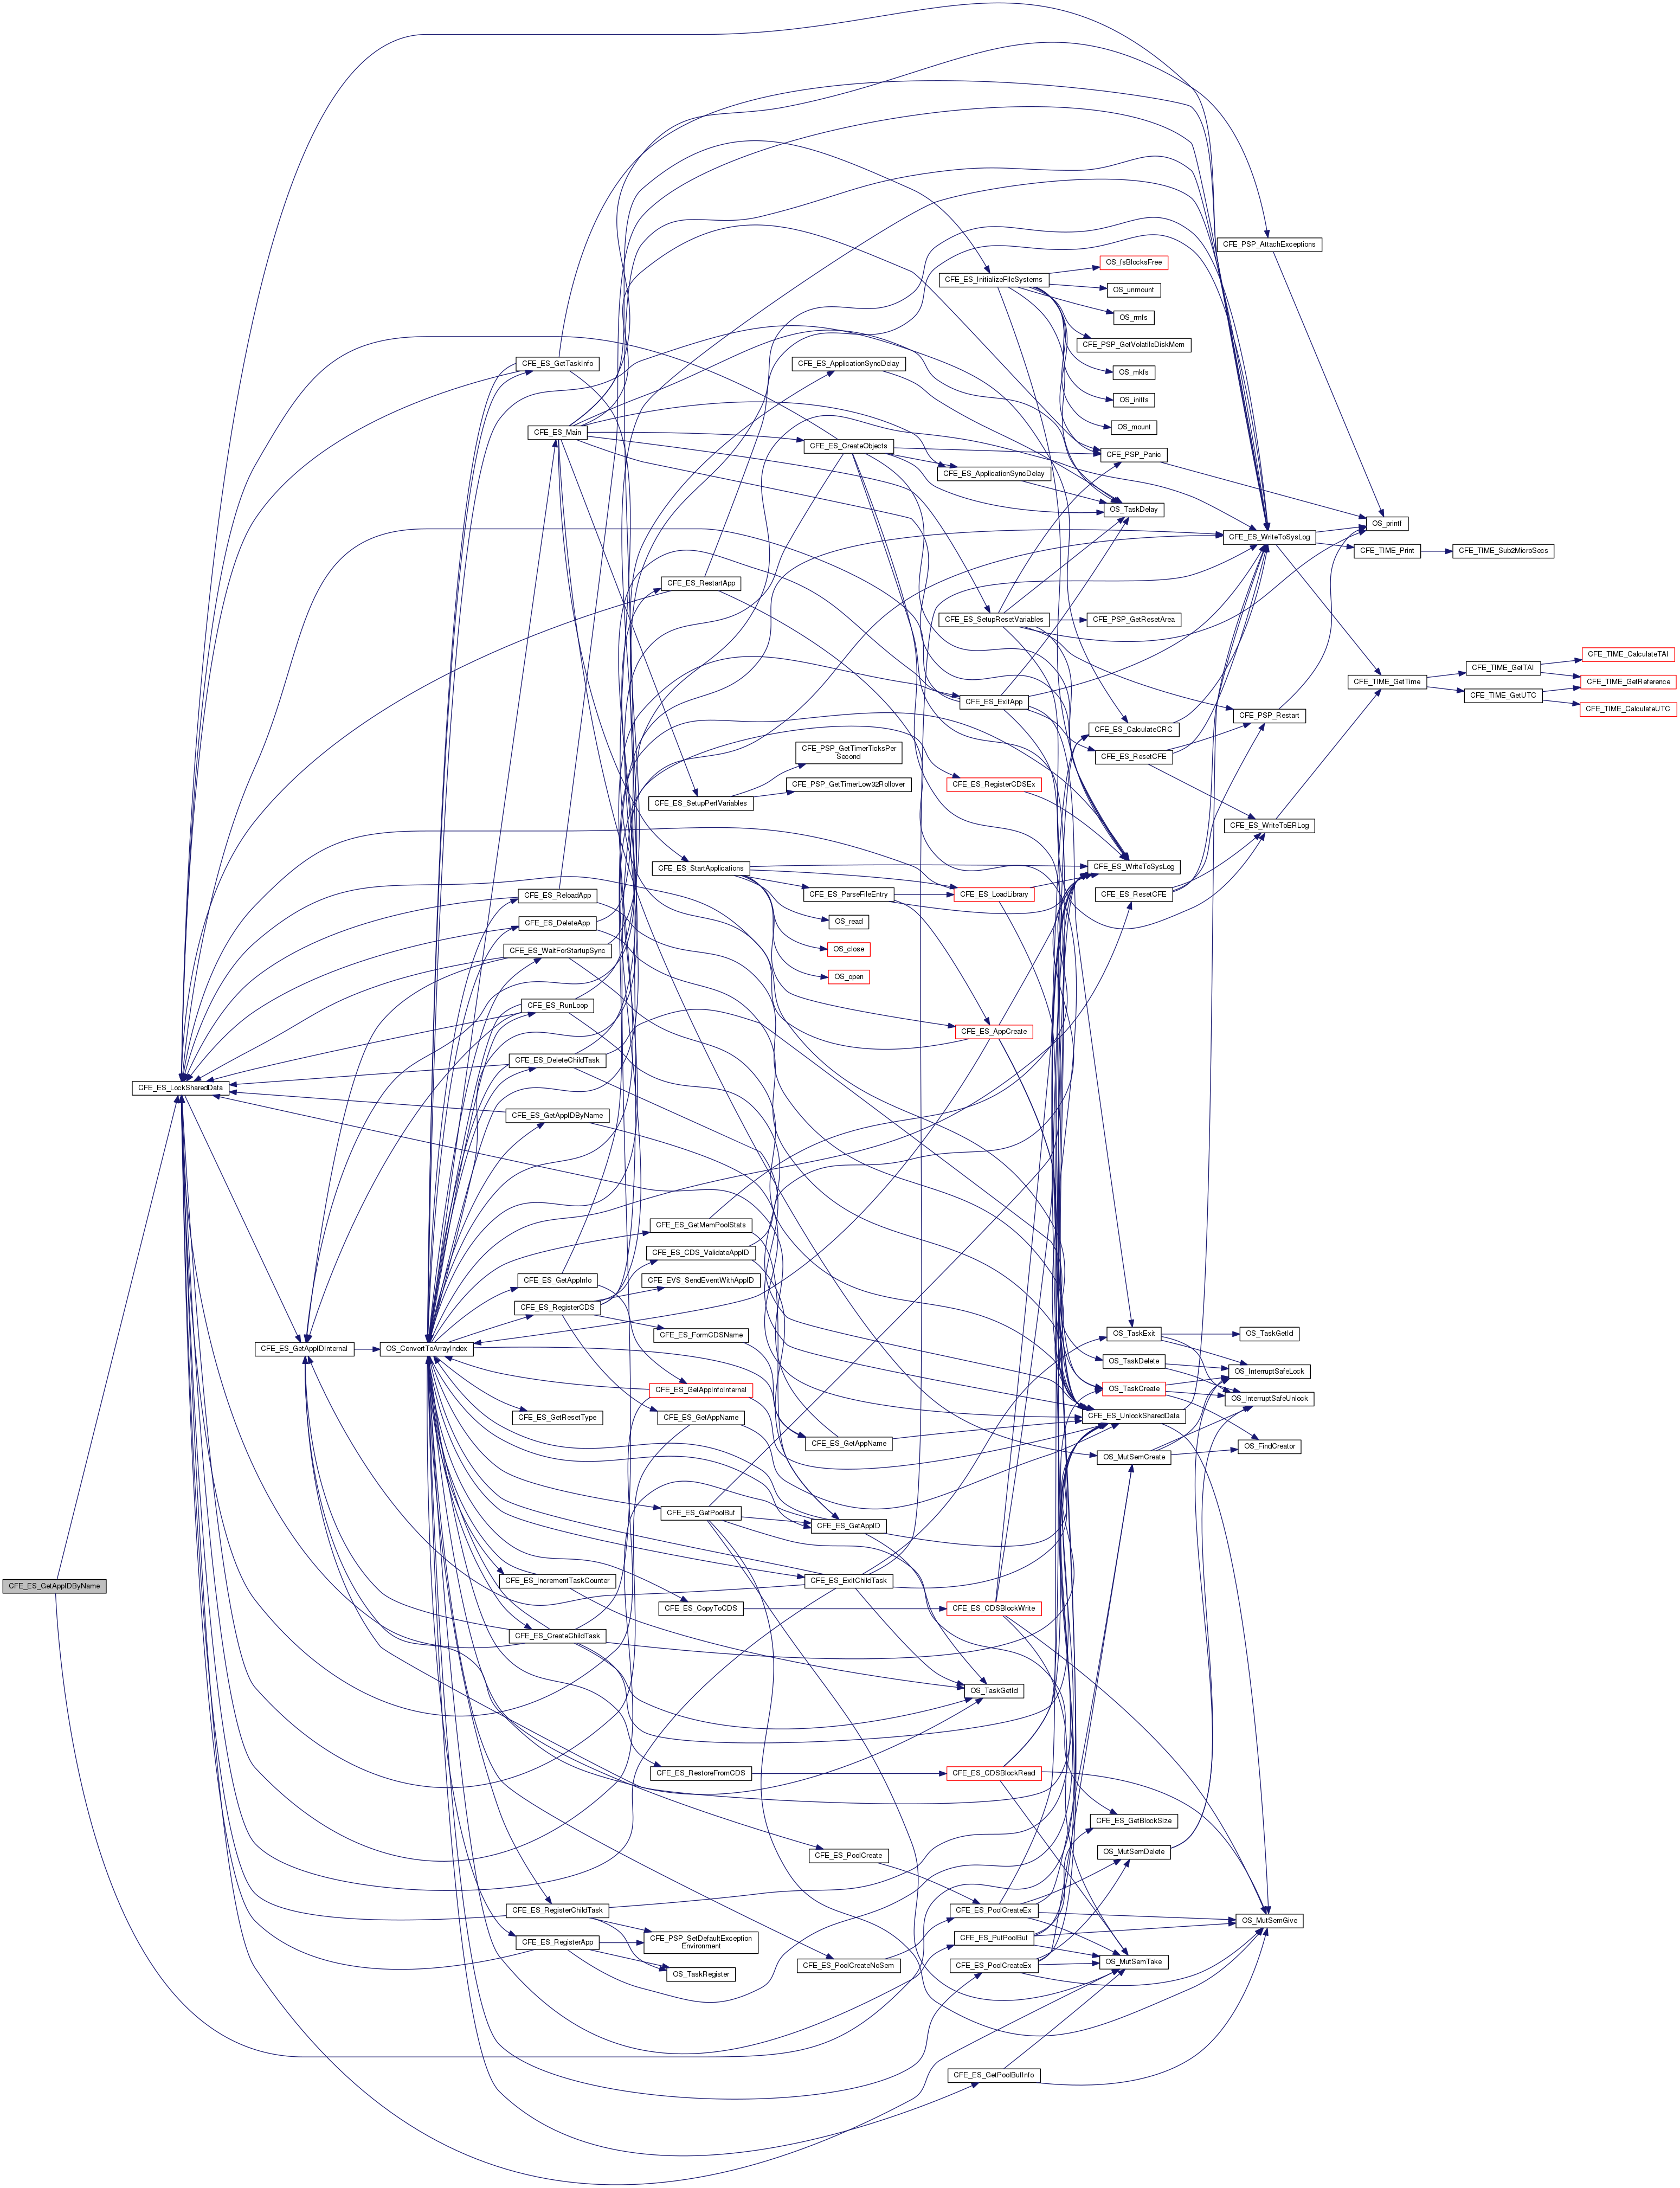 CFE_PSP_AttachExceptions
OS_fsBlocksFree
CFE_ES_InitializeFileSystems
OS_unmount
OS_rmfs
CFE_PSP_GetVolatileDiskMem
CFE_ES_GetTaskInfo
CFE_ES_ApplicationSyncDelay
OS_mkfs
OS_initfs
OS_mount
CFE_ES_Main
CFE_ES_CreateObjects
CFE_PSP_Panic
CFE_ES_ApplicationSyncDelay
OS_TaskDelay
OS_printf
CFE_ES_WriteToSysLog
CFE_TIME_Print
CFE_TIME_Sub2MicroSecs
CFE_ES_RestartApp
CFE_ES_SetupResetVariables
CFE_PSP_GetResetArea
CFE_TIME_CalculateTAI
CFE_TIME_GetTAI
CFE_TIME_GetTime
CFE_TIME_GetReference
CFE_TIME_GetUTC
CFE_TIME_CalculateUTC
CFE_ES_ExitApp
CFE_PSP_Restart
CFE_ES_CalculateCRC
CFE_PSP_GetTimerTicksPer
Second
CFE_ES_ResetCFE
CFE_PSP_GetTimerLow32Rollover
CFE_ES_RegisterCDSEx
CFE_ES_SetupPerfVariables
CFE_ES_WriteToERLog
CFE_ES_StartApplications
CFE_ES_WriteToSysLog
CFE_ES_ReloadApp
CFE_ES_ParseFileEntry
CFE_ES_LoadLibrary
CFE_ES_ResetCFE
CFE_ES_DeleteApp
OS_read
CFE_ES_WaitForStartupSync
OS_close
OS_open
CFE_ES_RunLoop
CFE_ES_AppCreate
CFE_ES_DeleteChildTask
CFE_ES_LockSharedData
CFE_ES_GetAppIDByName
CFE_ES_GetMemPoolStats
CFE_ES_CDS_ValidateAppID
CFE_ES_GetAppInfo
CFE_EVS_SendEventWithAppID
CFE_ES_RegisterCDS
CFE_ES_FormCDSName
OS_TaskExit
OS_TaskGetId
CFE_ES_GetAppIDInternal
OS_ConvertToArrayIndex
OS_TaskDelete
OS_InterruptSafeLock
CFE_ES_GetAppInfoInternal
OS_TaskCreate
OS_InterruptSafeUnlock
CFE_ES_GetResetType
CFE_ES_GetAppName
CFE_ES_UnlockSharedData
CFE_ES_GetAppName
OS_FindCreator
OS_MutSemCreate
CFE_ES_GetPoolBuf
CFE_ES_GetAppID
CFE_ES_GetAppIDByName
CFE_ES_IncrementTaskCounter
CFE_ES_ExitChildTask
CFE_ES_CopyToCDS
CFE_ES_CDSBlockWrite
CFE_ES_CreateChildTask
OS_TaskGetId
CFE_ES_RestoreFromCDS
CFE_ES_CDSBlockRead
CFE_ES_GetBlockSize
CFE_ES_PoolCreate
OS_MutSemDelete
CFE_ES_RegisterChildTask
CFE_ES_PoolCreateEx
OS_MutSemGive
CFE_ES_RegisterApp
CFE_PSP_SetDefaultException
Environment
CFE_ES_PutPoolBuf
OS_TaskRegister
CFE_ES_PoolCreateNoSem
CFE_ES_PoolCreateEx
OS_MutSemTake
CFE_ES_GetPoolBufInfo